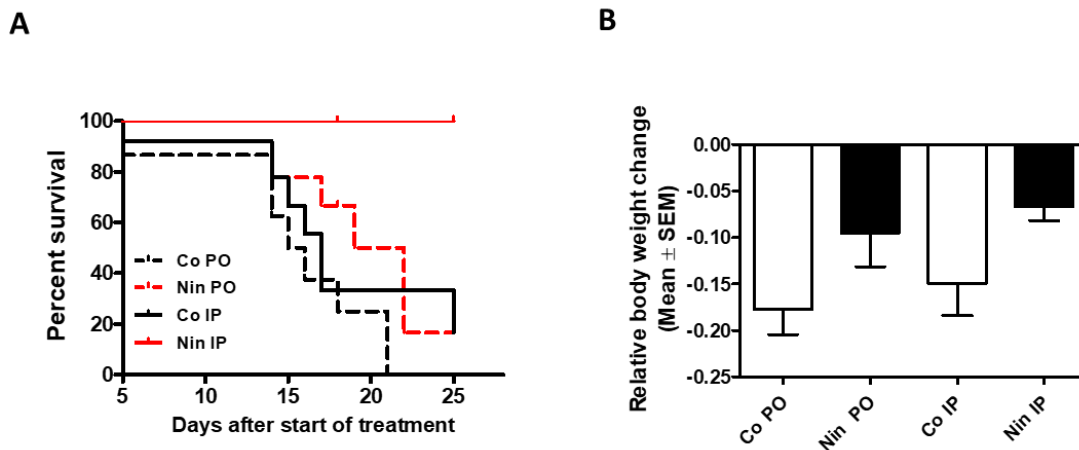 A
B
Percent survival
100
80
60
40
20
0
Co PO
Nin PO
Co IP
Nin IP
5 10 15 20 25
Days after start of treatment
Relative body weight change
(Mean ± SEM)
0.00
-0.05
-0.10
-0.15
-0.20
-0.25
Co PO Nin PO Co IP Nin IP